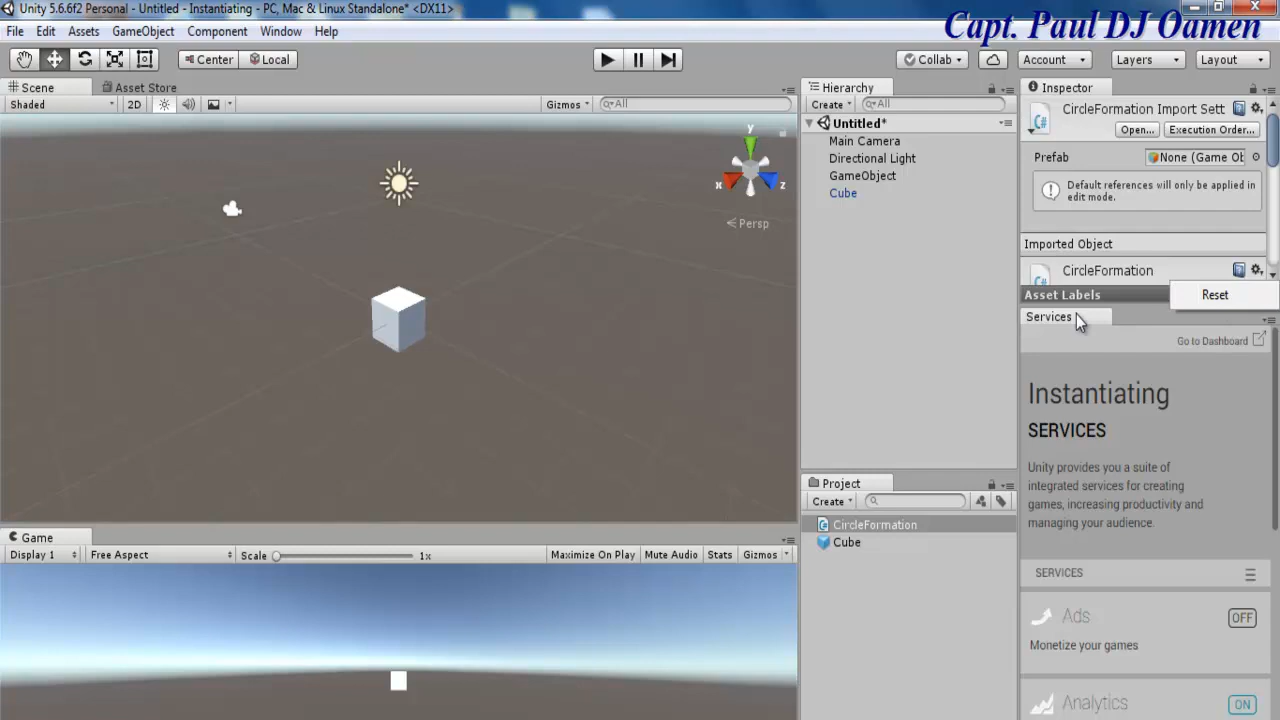 Unity 5.6.6f2 Personal - Untitled - Instantiating - PC, Mac & Linux Standalone* <DX11>
Capt. Paul DJ Oamen
File Edit Assets GameObject Component Window Help
Center Local Collab Account Layers Layout
Scene Asset Store
Shaded 2D Gizmos All
y
x z
Persp
Hierarchy
Create All
Untitled*
Main Camera
Directional Light
GameObject
Cube
Inspector
CircleFormation Import Sett
Open... Execution Order...
Prefab None (Game Ob
Default references will only be applied in
edit mode.
Imported Object
CircleFormation
Asset Labels
Reset
Services
Go to Dashboard
Instantiating
SERVICES
Unity provides you a suite of
integrated services for creating
games, increasing productivity and
managing your audience.
SERVICES
Ads OFF
Monetize your games
Analytics ON
Project
Create
C# CircleFormation
Cube
Game
Display 1 Free Aspect Scale 1x Maximize On Play Mute Audio Stats Gizmos